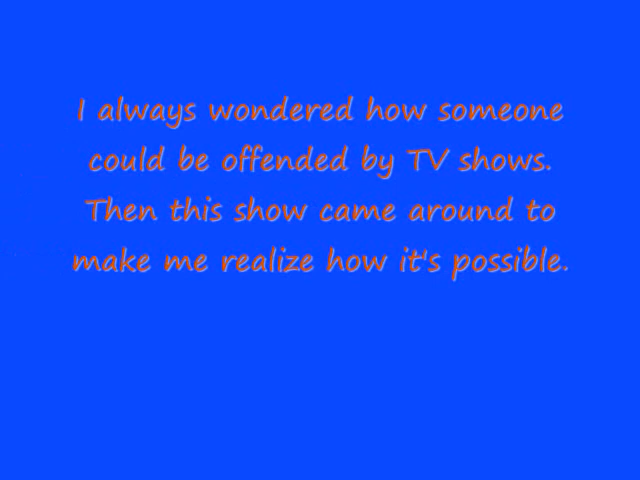 I always wondered how someone
could be offended by TV shows.
Then this show came around to
make me realize how it's possible.